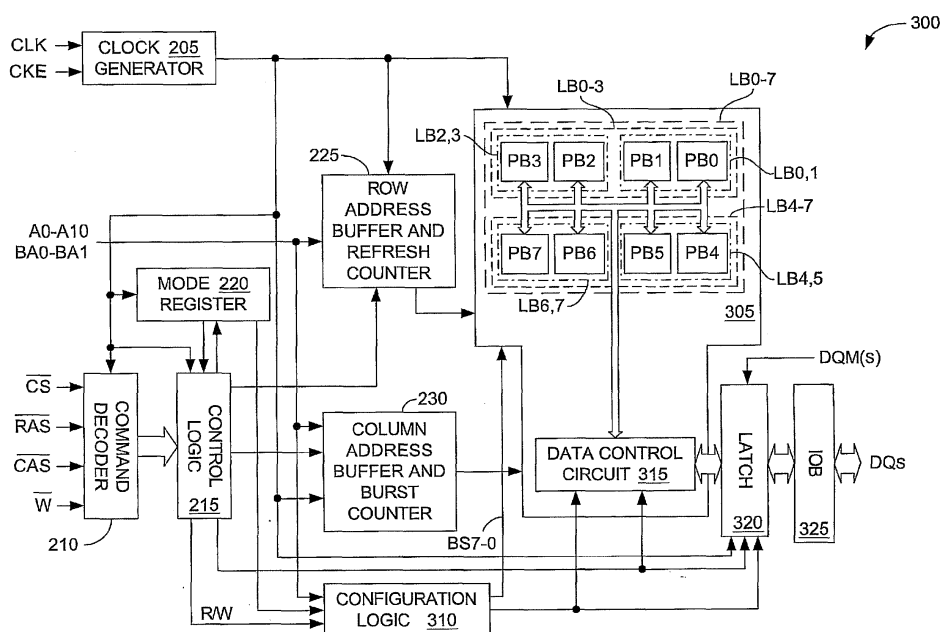 300
CLK
CKE
CLOCK 205
GENERATOR
LB0-7
LB0-3
LB2,3
PB3
PB2
PB1
PB0
LB0,1
225
ROW
ADDRESS
BUFFER AND
REFRESH
COUNTER
LB4-7
A0-A10
BA0-BA1
PB7
PB6
PB5
PB4
LB4,5
LB6,7
MODE 220
REGISTER
305
DQM(s)
CS
RAS
CAS
W
COMMAND
DECODER
210
CONTROL
LOGIC
215
230
COLUMN
ADDRESS
BUFFER AND
BURST
COUNTER
DATA CONTROL
CIRCUIT 315
LATCH
320
IOB
325
DQs
BS7-0
R/W
CONFIGURATION
LOGIC 310